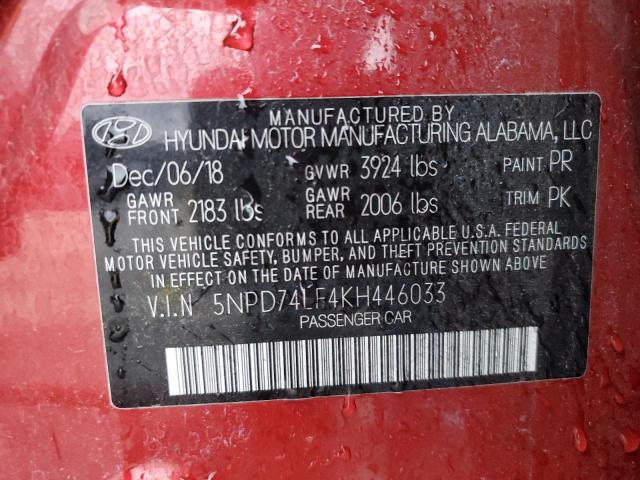 MANUFACTURED BY
HYUNDAI MOTOR MANUFACTURING ALABAMA, LLC
Dec/06/18 GVWR 3924 lbs PAINT PR
GAWR FRONT 2183 lbs GAWR REAR 2006 lbs TRIM PK
THIS VEHICLE CONFORMS TO ALL APPLICABLE U.S.A. FEDERAL
MOTOR VEHICLE SAFETY, BUMPER, AND THEFT PREVENTION STANDARDS
IN EFFECT ON THE DATE OF MANUFACTURE SHOWN ABOVE.
V.I.N 5NPD74LF4KH446033
PASSENGER CAR